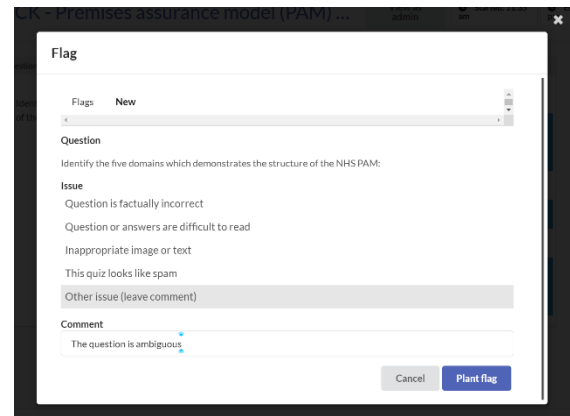 CK - Premises assurance model (PAM) ...
admin
am
Flag
Flags New
Question
Identify the five domains which demonstrates the structure of the NHS PAM:
Issue
Question is factually incorrect
Question or answers are difficult to read
Inappropriate image or text
This quiz looks like spam
Other issue (leave comment)
Comment
The question is ambiguous
Cancel Plant flag